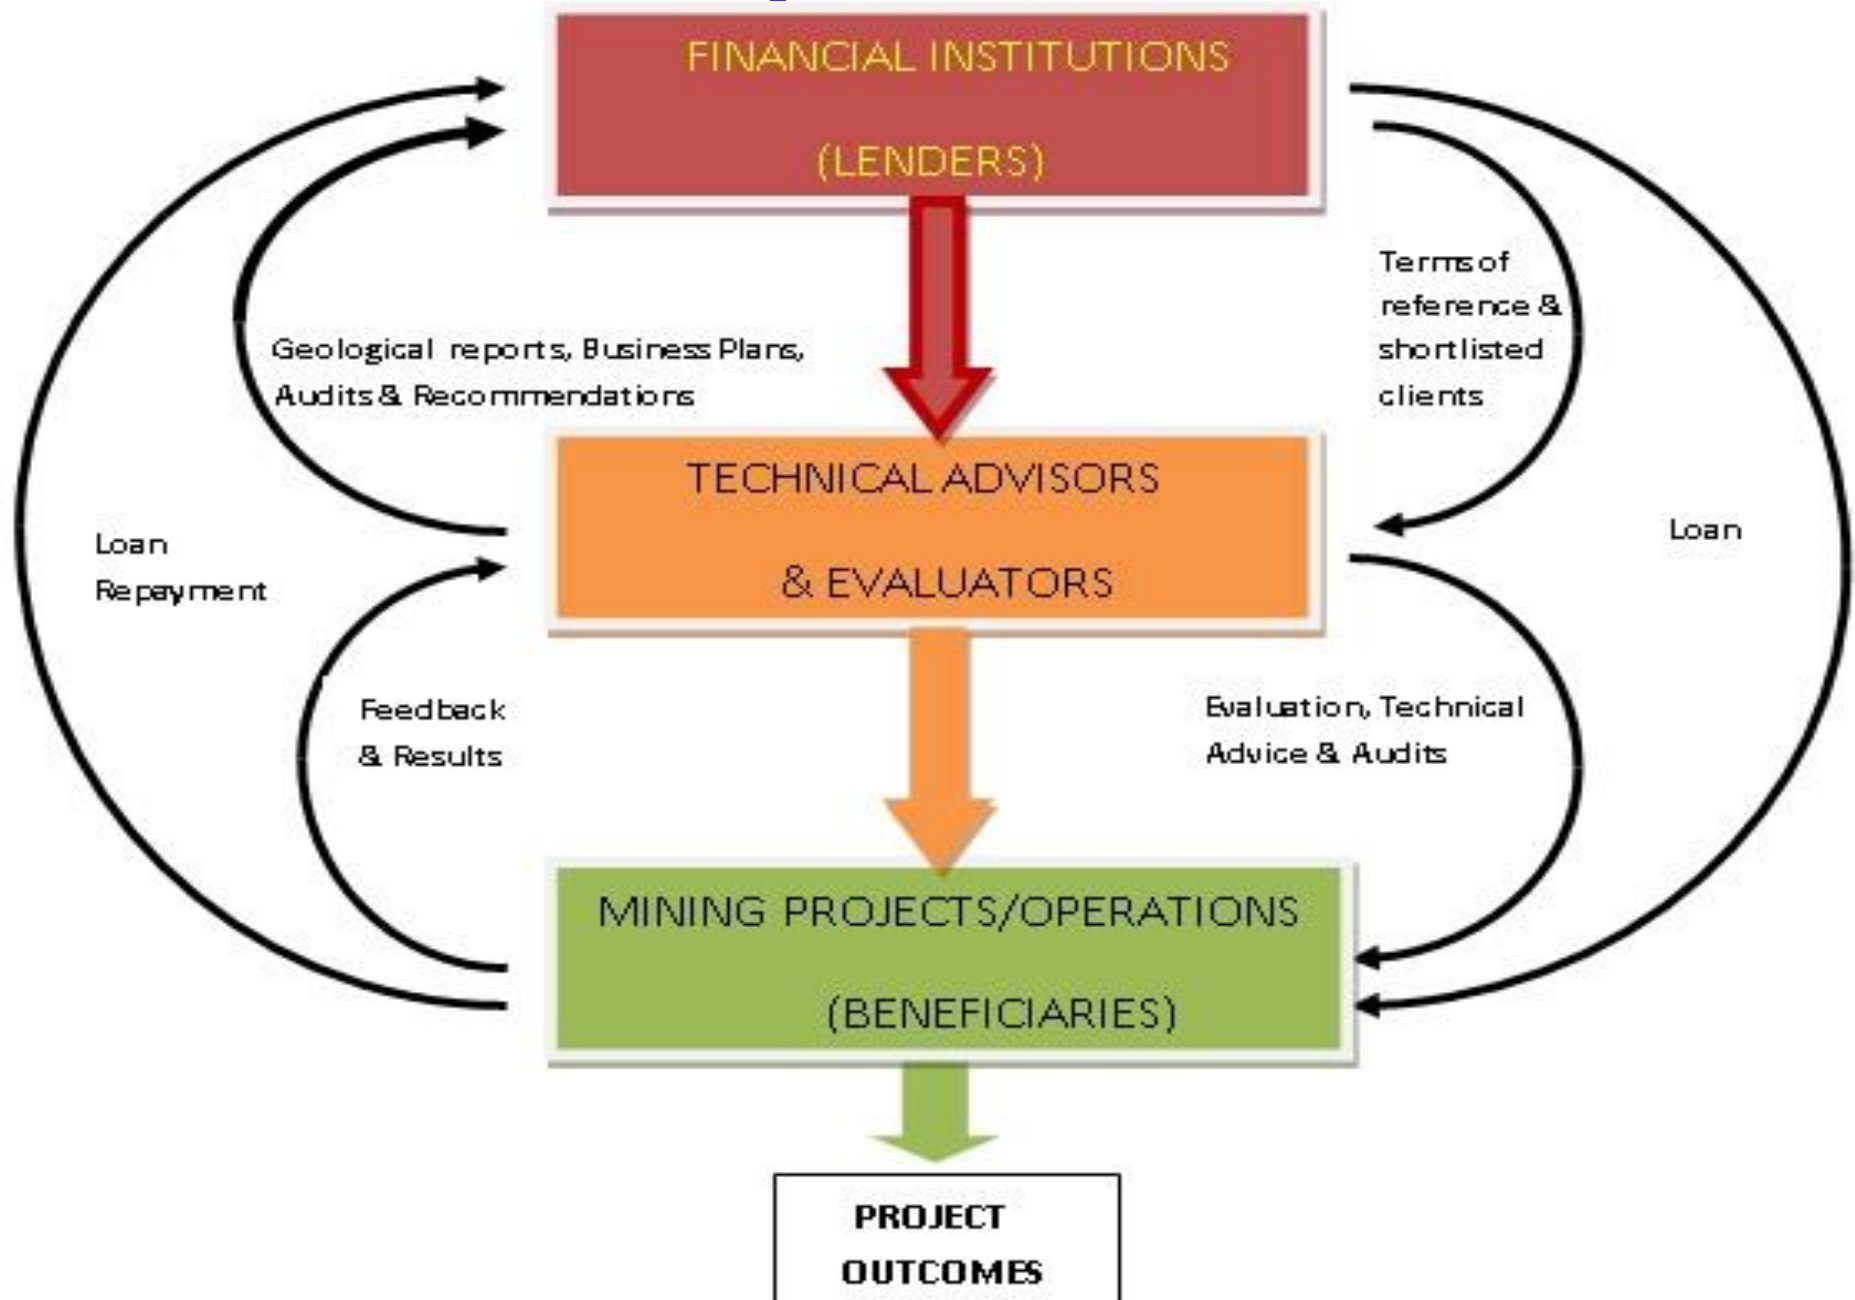 FINANCIAL INSTITUTIONS
(LENDERS)
Terms of
reference &
shortlisted
clients
Geological reports, Business Plans,
Audits & Recommendations
TECHNICAL ADVISORS
& EVALUATORS
Loan
Repayment
Loan
Feedback
& Results
Evaluation, Technical
Advice & Audits
MINING PROJECTS/OPERATIONS
(BENEFICIARIES)
PROJECT
OUTCOMES